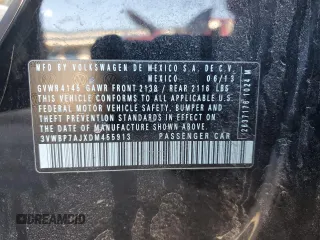 MFD. BY VOLKSWAGEN DE MEXICO S.A. DE C.V.
MEXICO 06/13
GVWR 4145 GAWR FRONT 2138 / REAR 2116 LBS
THIS VEHICLE CONFORMS TO ALL APPLICABLE U.S.
FEDERAL MOTOR VEHICLE SAFETY, BUMPER AND
THEFT PREVENTION STANDARDS IN EFFECT ON THE
DATE OF MANUFACTURE SHOWN ABOVE.
3VWBP7AJXDM455913 PASSENGER CAR